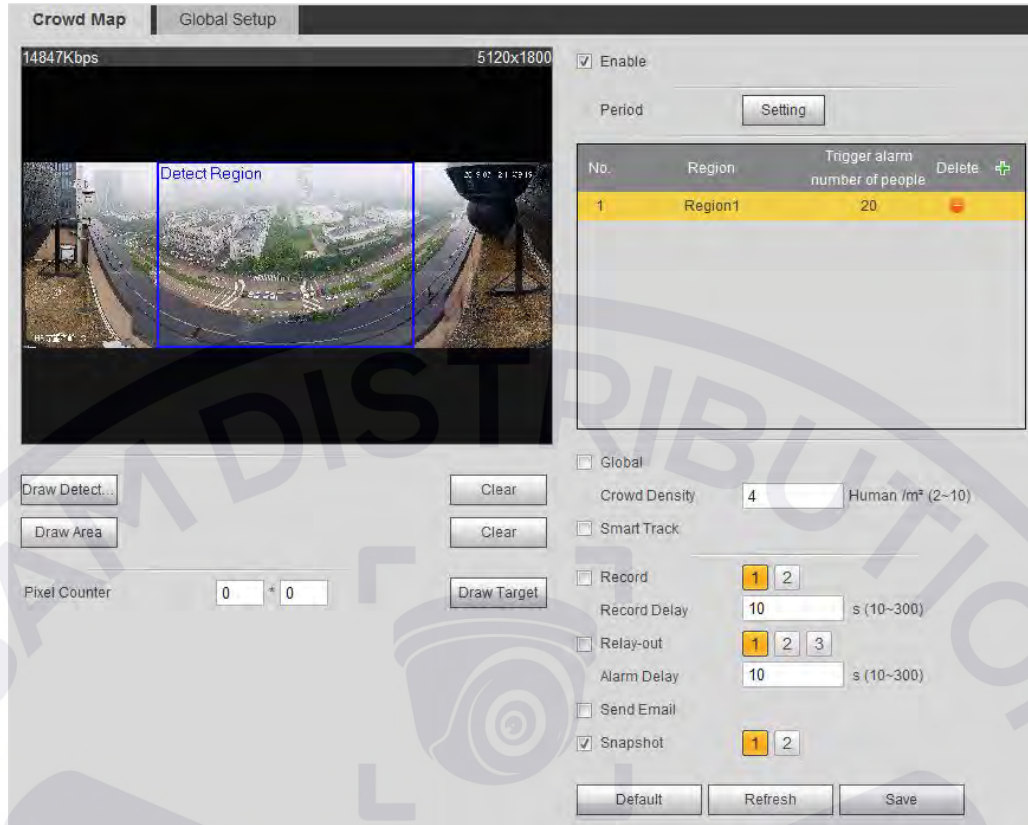 Crowd Map
Global Setup
14847Kbps
5120x1800
Detect Region
Draw Detect...
Clear
Draw Area
Clear
Pixel Counter 0 * 0 Draw Target
Enable
Period Setting
No. Region Trigger alarm number of people Delete
1 Region1 20
Global
Crowd Density 4 Human /m² (2~10)
Smart Track
Record 1 2
Record Delay 10 s (10~300)
Relay-out 1 2 3
Alarm Delay 10 s (10~300)
Send Email
Snapshot 1 2
Default Refresh Save
DISTRIBUTION